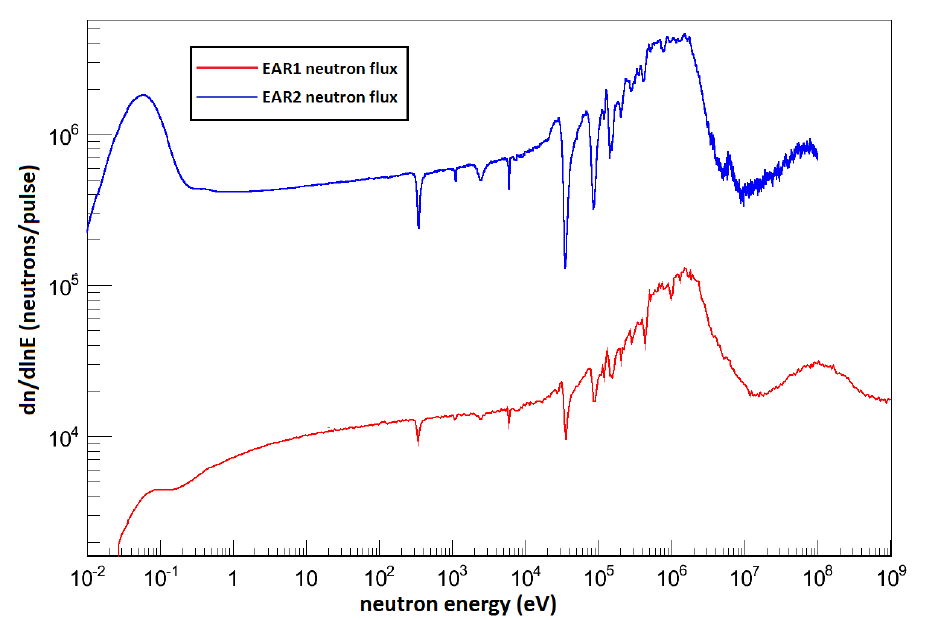 EAR1 neutron flux
EAR2 neutron flux
dn/dlnE (neutrons/pulse)
10⁶
10⁵
10⁴
10⁻² 10⁻¹ 1 10 10² 10³ 10⁴ 10⁵ 10⁶ 10⁷ 10⁸ 10⁹
neutron energy (eV)